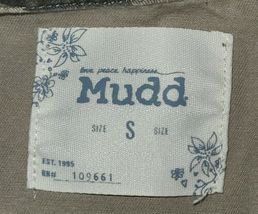 love peace happiness
Mudd
SIZE S SIZE
EST. 1995
RN# 109661